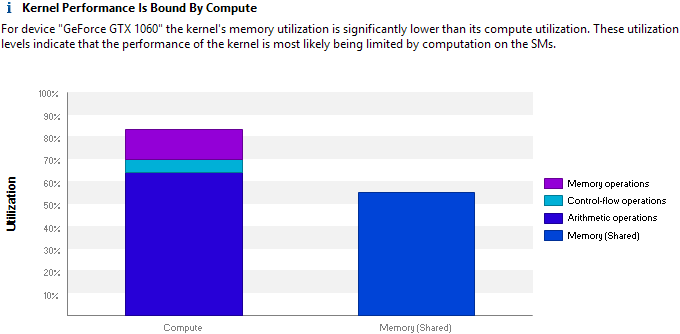 i Kernel Performance Is Bound By Compute
For device "GeForce GTX 1060" the kernel's memory utilization is significantly lower than its compute utilization. These utilization
levels indicate that the performance of the kernel is most likely being limited by computation on the SMs.
100%
90%
80%
70%
60%
50%
40%
30%
20%
10%
Utilization
Compute
Memory (Shared)
Memory operations
Control-flow operations
Arithmetic operations
Memory (Shared)